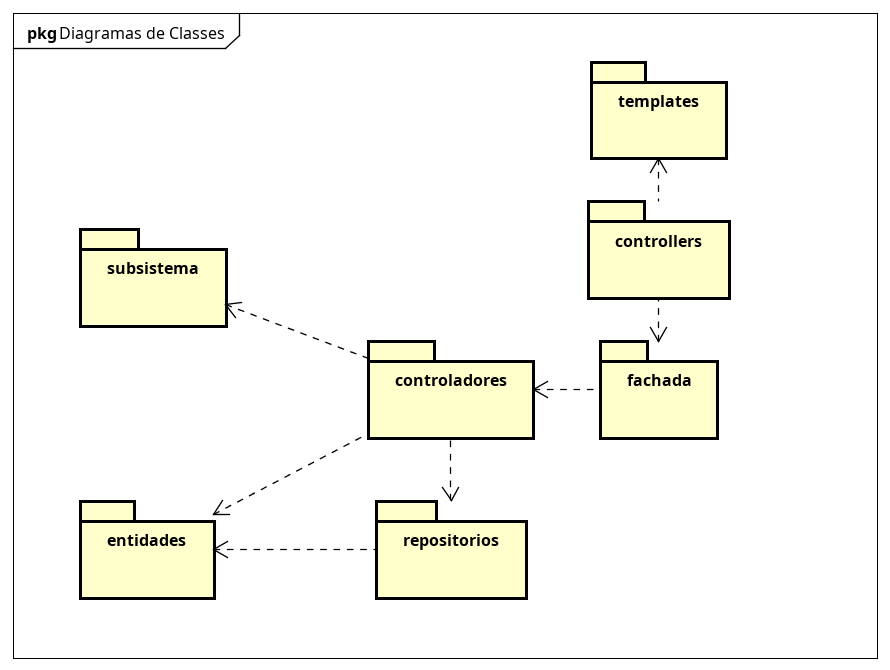 pkg Diagramas de Classes
templates
controllers
subsistema
controladores
fachada
entidades
repositorios